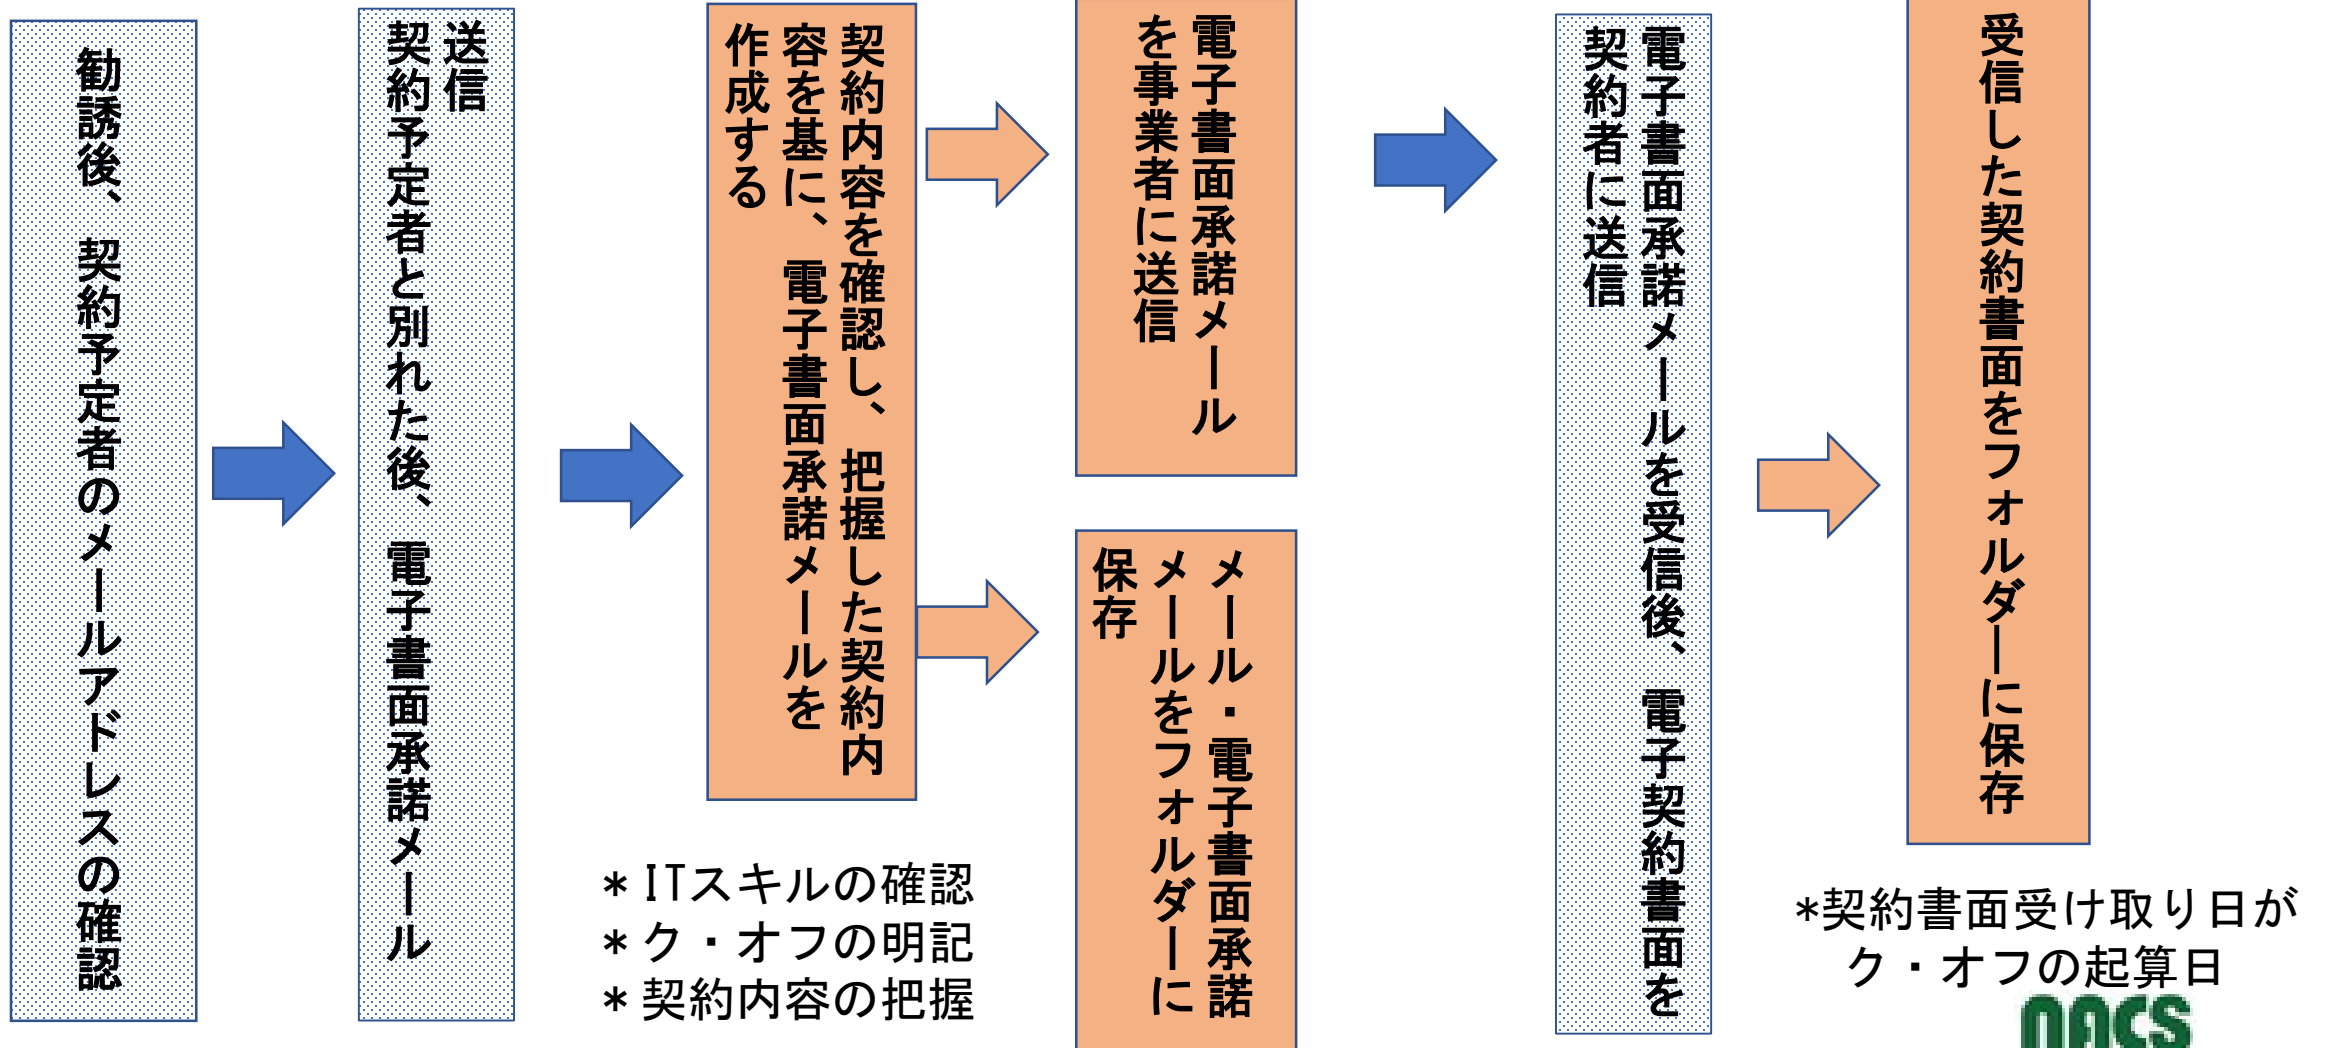 勧誘後、契約予定者のメールアドレスの確認
契約予定者と別れた後、電子書面承諾メール
送信
契約内容を確認し、把握した契約内
容を基に、電子書面承諾メールを
作成する
電子書面承諾メール
を事業者に送信
メール・電子書面承諾
メールをフォルダーに
保存
電子書面承諾メールを受信後、電子契約書面を
契約者に送信
受信した契約書面をフォルダーに保存
*ITスキルの確認
*ク・オフの明記
*契約内容の把握
*契約書面受け取り日が
ク・オフの起算日
NACS